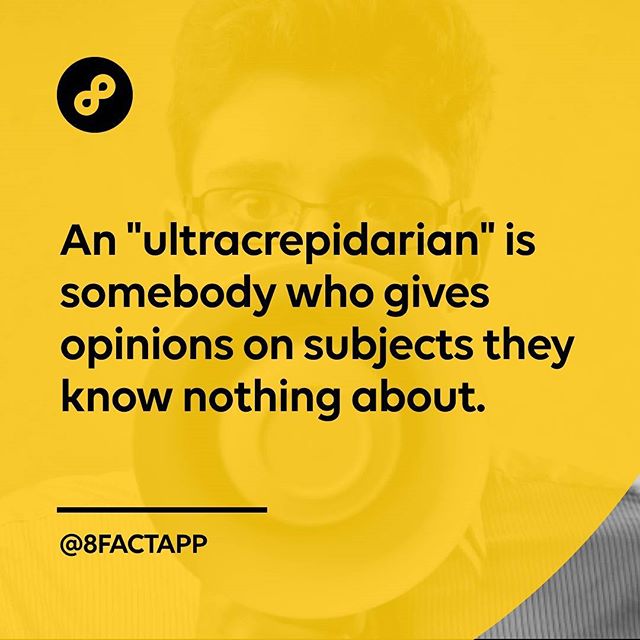 An "ultracrepidarian" is
somebody who gives
opinions on subjects they
know nothing about.
@8FACTAPP